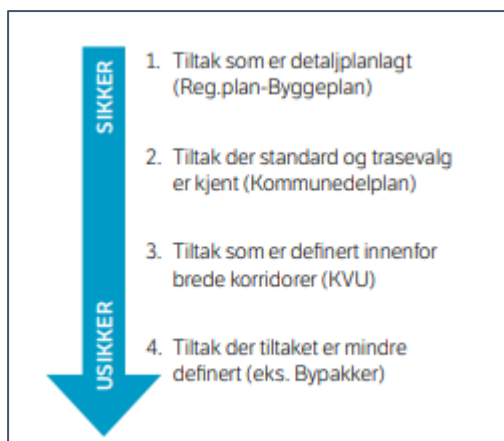 SIKKER
1. Tiltak som er detaljplanlagt
(Reg.plan-Byggeplan)
2. Tiltak der standard og trasevalg
er kjent (Kommunedelplan)
3. Tiltak som er definert innenfor
brede korridorer (KVU)
USIKKER
4. Tiltak der tiltaket er mindre
definert (eks. Bypakker)